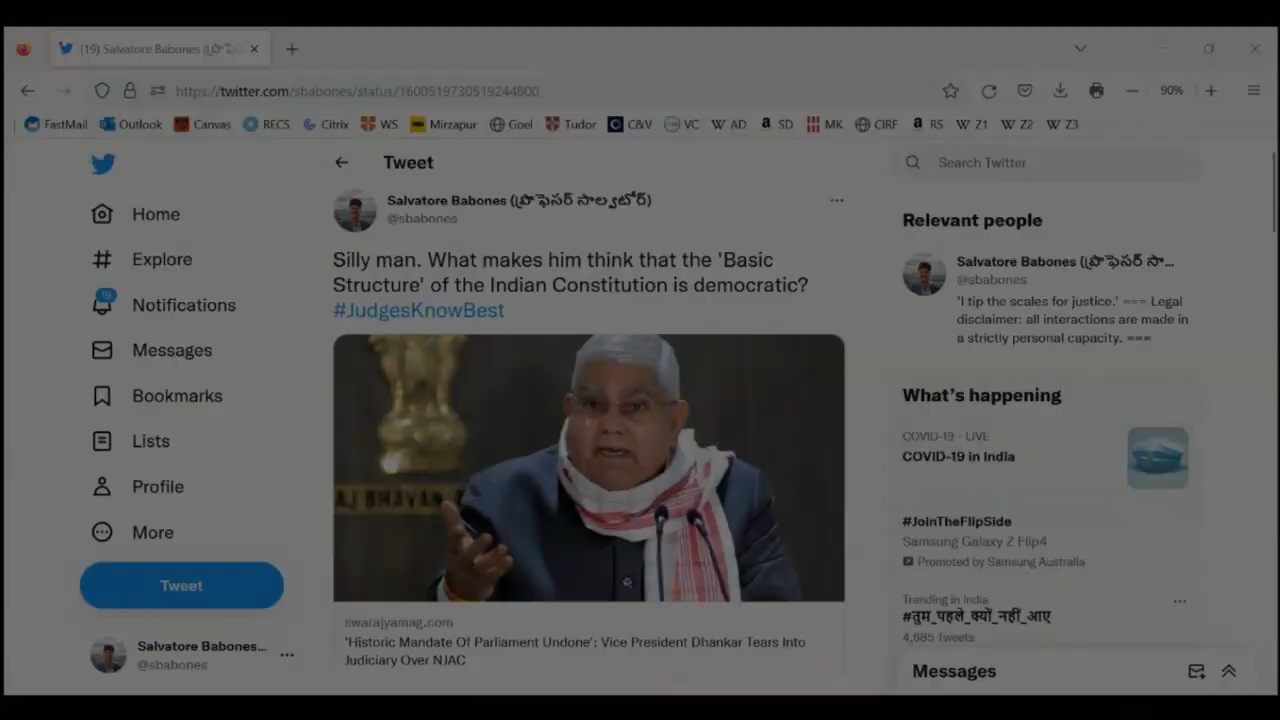 (19) Salvatore Babones
https://twitter.com/sbabones/status/1600519730519244800
90%
FastMail Outlook Canvas RECS Citrix WS Mirzapur Goel Tudor C&V VC AD SD MK CIRF RS Z1 Z2 Z3
Tweet
Search Twitter
Home
Explore
19
Notifications
Messages
Bookmarks
Lists
Profile
More
Tweet
Salvatore Babones...
@sbabones
Salvatore Babones (ప్రొఫెసర్ సాల్వటోర్)
@sbabones
Silly man. What makes him think that the 'Basic
Structure' of the Indian Constitution is democratic?
#JudgesKnowBest
AJ BHAVAN
swarajyamag.com
'Historic Mandate Of Parliament Undone': Vice President Dhankar Tears Into
Judiciary Over NJAC
Relevant people
Salvatore Babones (ప్రొఫెసర్ సా...
@sbabones
'I tip the scales for justice.' === Legal
disclaimer: all interactions are made in
a strictly personal capacity. ===
What's happening
COVID-19 · LIVE
COVID-19 in India
#JoinTheFlipSide
Samsung Galaxy Z Flip4
Promoted by Samsung Australia
Trending in India
#तुम_पहले_क्यों_नहीं_आए
4,685 Tweets
Messages